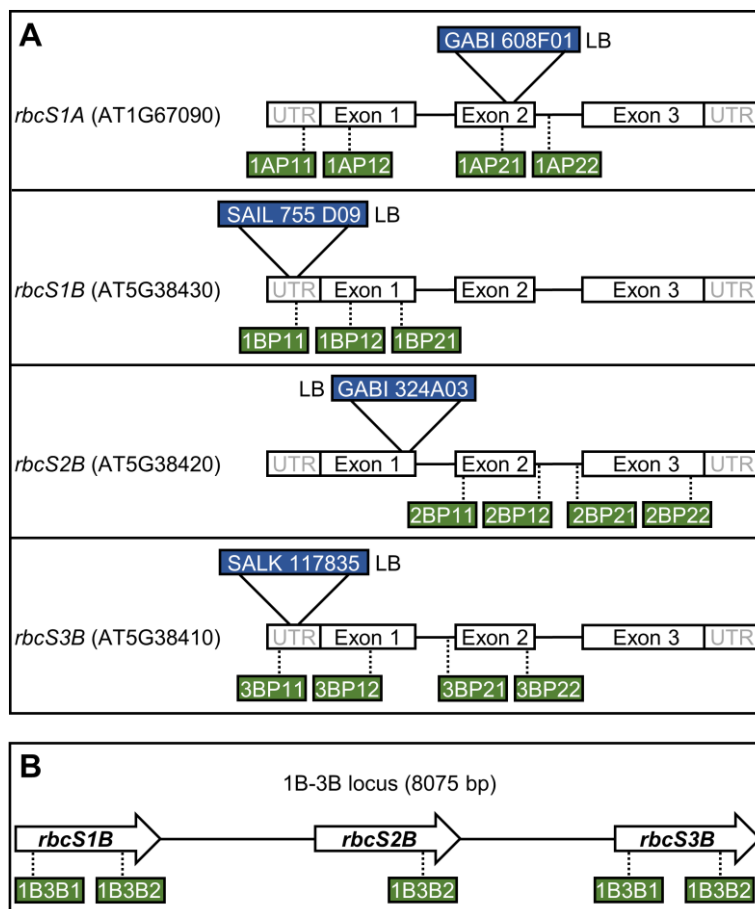 A
GABI 608F01 LB
rbcS1A (AT1G67090) UTR Exon 1 Exon 2 Exon 3 UTR
1AP11 1AP12 1AP21 1AP22
SAIL 755 D09 LB
rbcS1B (AT5G38430) UTR Exon 1 Exon 2 Exon 3 UTR
1BP11 1BP12 1BP21
LB GABI 324A03
rbcS2B (AT5G38420) UTR Exon 1 Exon 2 Exon 3 UTR
2BP11 2BP12 2BP21 2BP22
SALK 117835 LB
rbcS3B (AT5G38410) UTR Exon 1 Exon 2 Exon 3 UTR
3BP11 3BP12 3BP21 3BP22
B
1B-3B locus (8075 bp)
rbcS1B rbcS2B rbcS3B
1B3B1 1B3B2 1B3B2 1B3B1 1B3B2